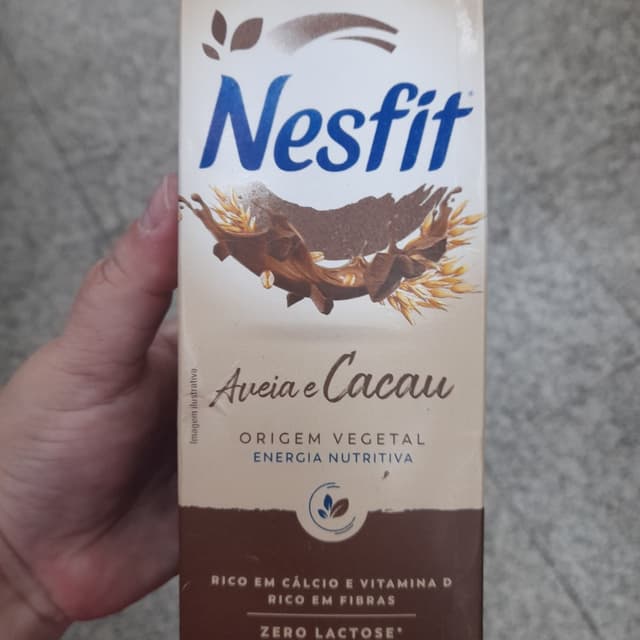 Nesfit
Imagem ilustrativa
Aveia e Cacau
ORIGEM VEGETAL
ENERGIA NUTRITIVA
RICO EM CÁLCIO E VITAMINA D
RICO EM FIBRAS
ZERO LACTOSE*